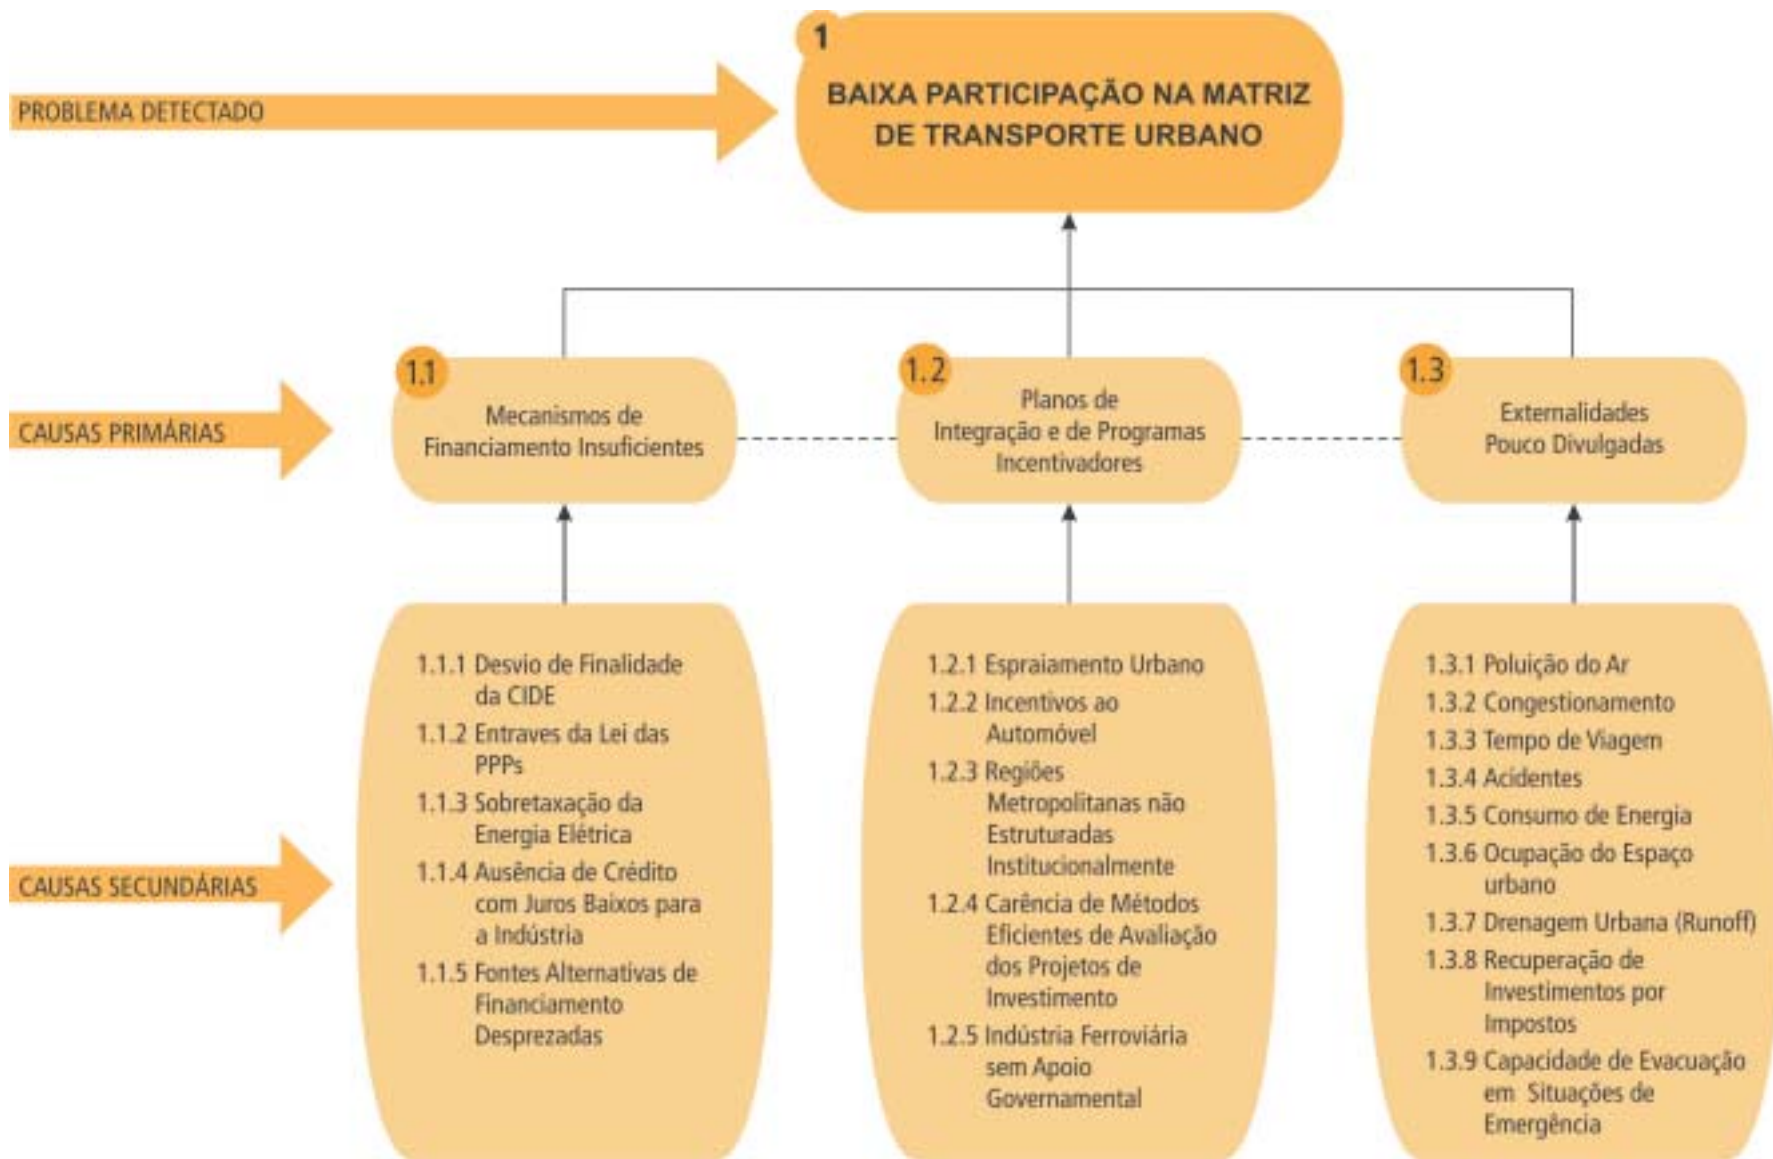 1
BAIXA PARTICIPAÇÃO NA MATRIZ
DE TRANSPORTE URBANO
PROBLEMA DETECTADO
CAUSAS PRIMÁRIAS
1.1
Mecanismos de
Financiamento Insuficientes
1.2
Planos de
Integração e de Programas
Incentivadores
1.3
Externalidades
Pouco Divulgadas
CAUSAS SECUNDÁRIAS
1.1.1 Desvio de Finalidade
da CIDE
1.1.2 Entraves da Lei das
PPPs
1.1.3 Sobretaxação da
Energia Elétrica
1.1.4 Ausência de Crédito
com Juros Baixos para
a Indústria
1.1.5 Fontes Alternativas de
Financiamento
Desprezadas
1.2.1 Espraiamento Urbano
1.2.2 Incentivos ao
Automóvel
1.2.3 Regiões
Metropolitanas não
Estruturadas
Institucionalmente
1.2.4 Carência de Métodos
Eficientes de Avaliação
dos Projetos de
Investimento
1.2.5 Indústria Ferroviária
sem Apoio
Governamental
1.3.1 Poluição do Ar
1.3.2 Congestionamento
1.3.3 Tempo de Viagem
1.3.4 Acidentes
1.3.5 Consumo de Energia
1.3.6 Ocupação do Espaço
urbano
1.3.7 Drenagem Urbana (Runoff)
1.3.8 Recuperação de
Investimentos por
Impostos
1.3.9 Capacidade de Evacuação
em Situações de
Emergência